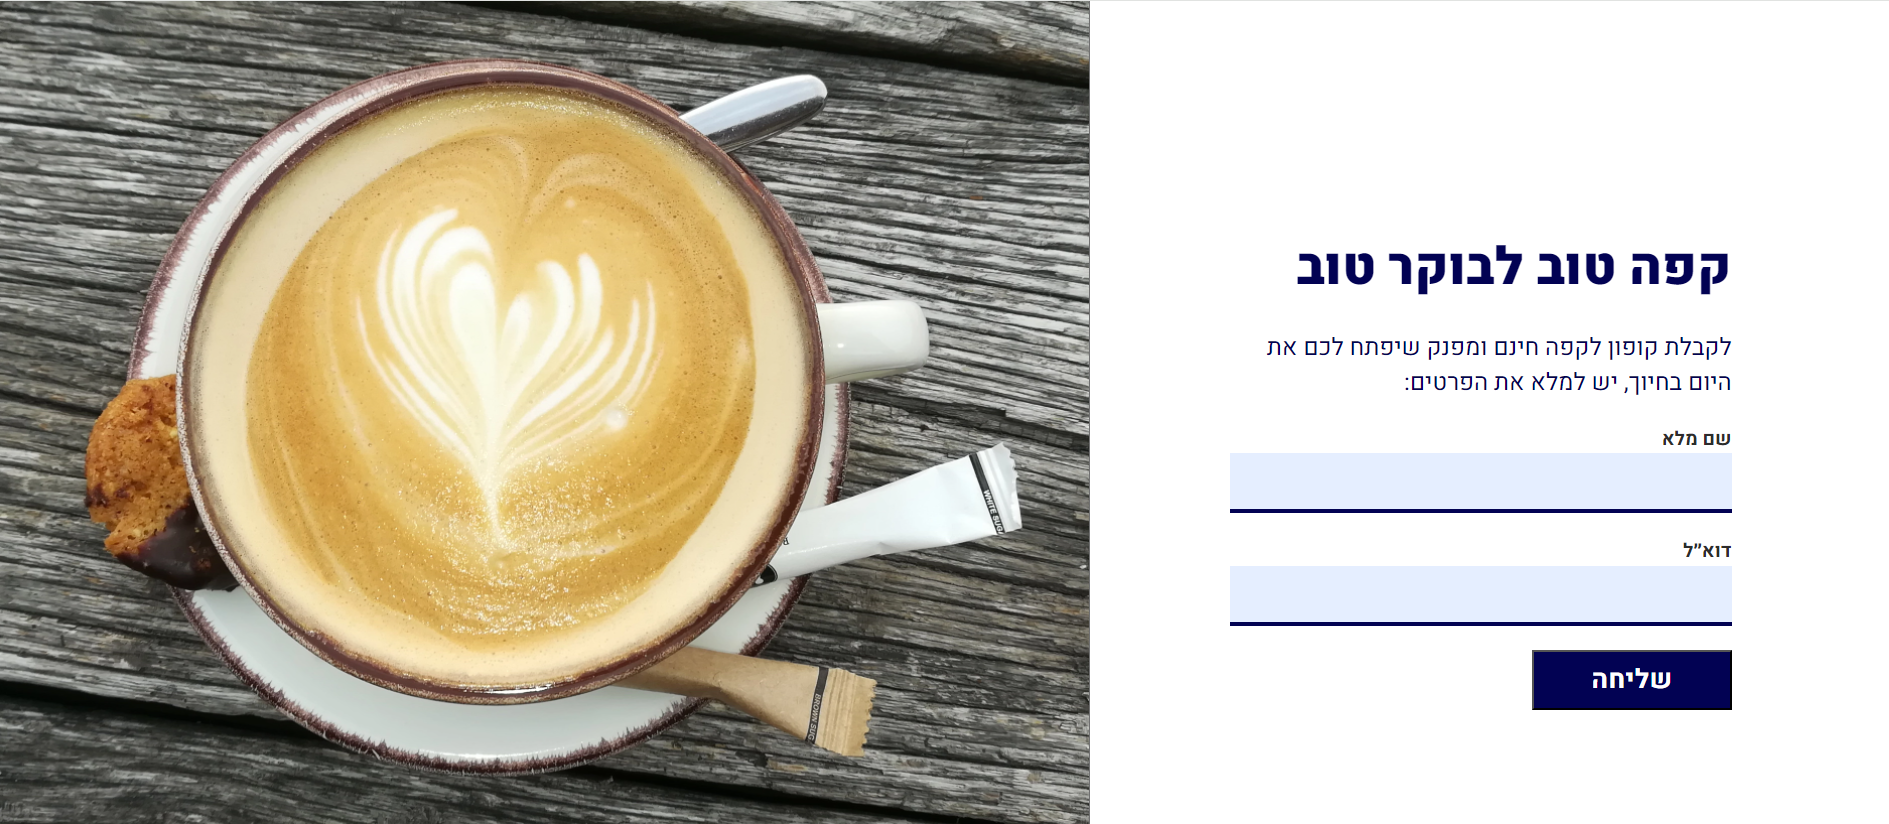 קפה טוב לבוקר טוב
לקבלת קופון לקפה חינם ומפנק שיפתח לכם את
היום בחיוך, יש למלא את הפרטים:
שם מלא
דוא״ל
שליחה
WHITE SUG
BROWN SUG